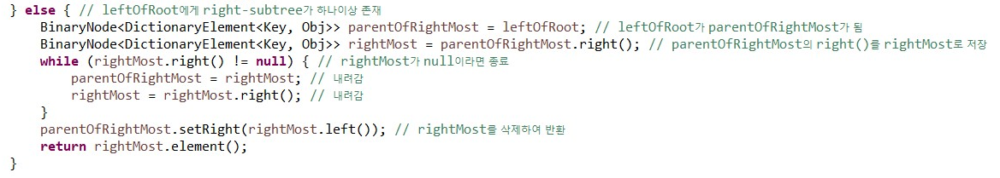 } else { // leftOfRoot에게 right-subtree가 하나이상 존재
BinaryNode<DictionaryElement<Key, Obj>> parentOfRightMost = leftOfRoot; // leftOfRoot가 parentOfRightMost가 됨
BinaryNode<DictionaryElement<Key, Obj>> rightMost = parentOfRightMost.right(); // parentOfRightMost의 right()를 rightMost로 저장
while (rightMost.right() != null) { // rightMost가 null이라면 종료
parentOfRightMost = rightMost; // 내려감
rightMost = rightMost.right(); // 내려감
}
parentOfRightMost.setRight(rightMost.left()); // rightMost를 삭제하여 반환
return rightMost.element();
}